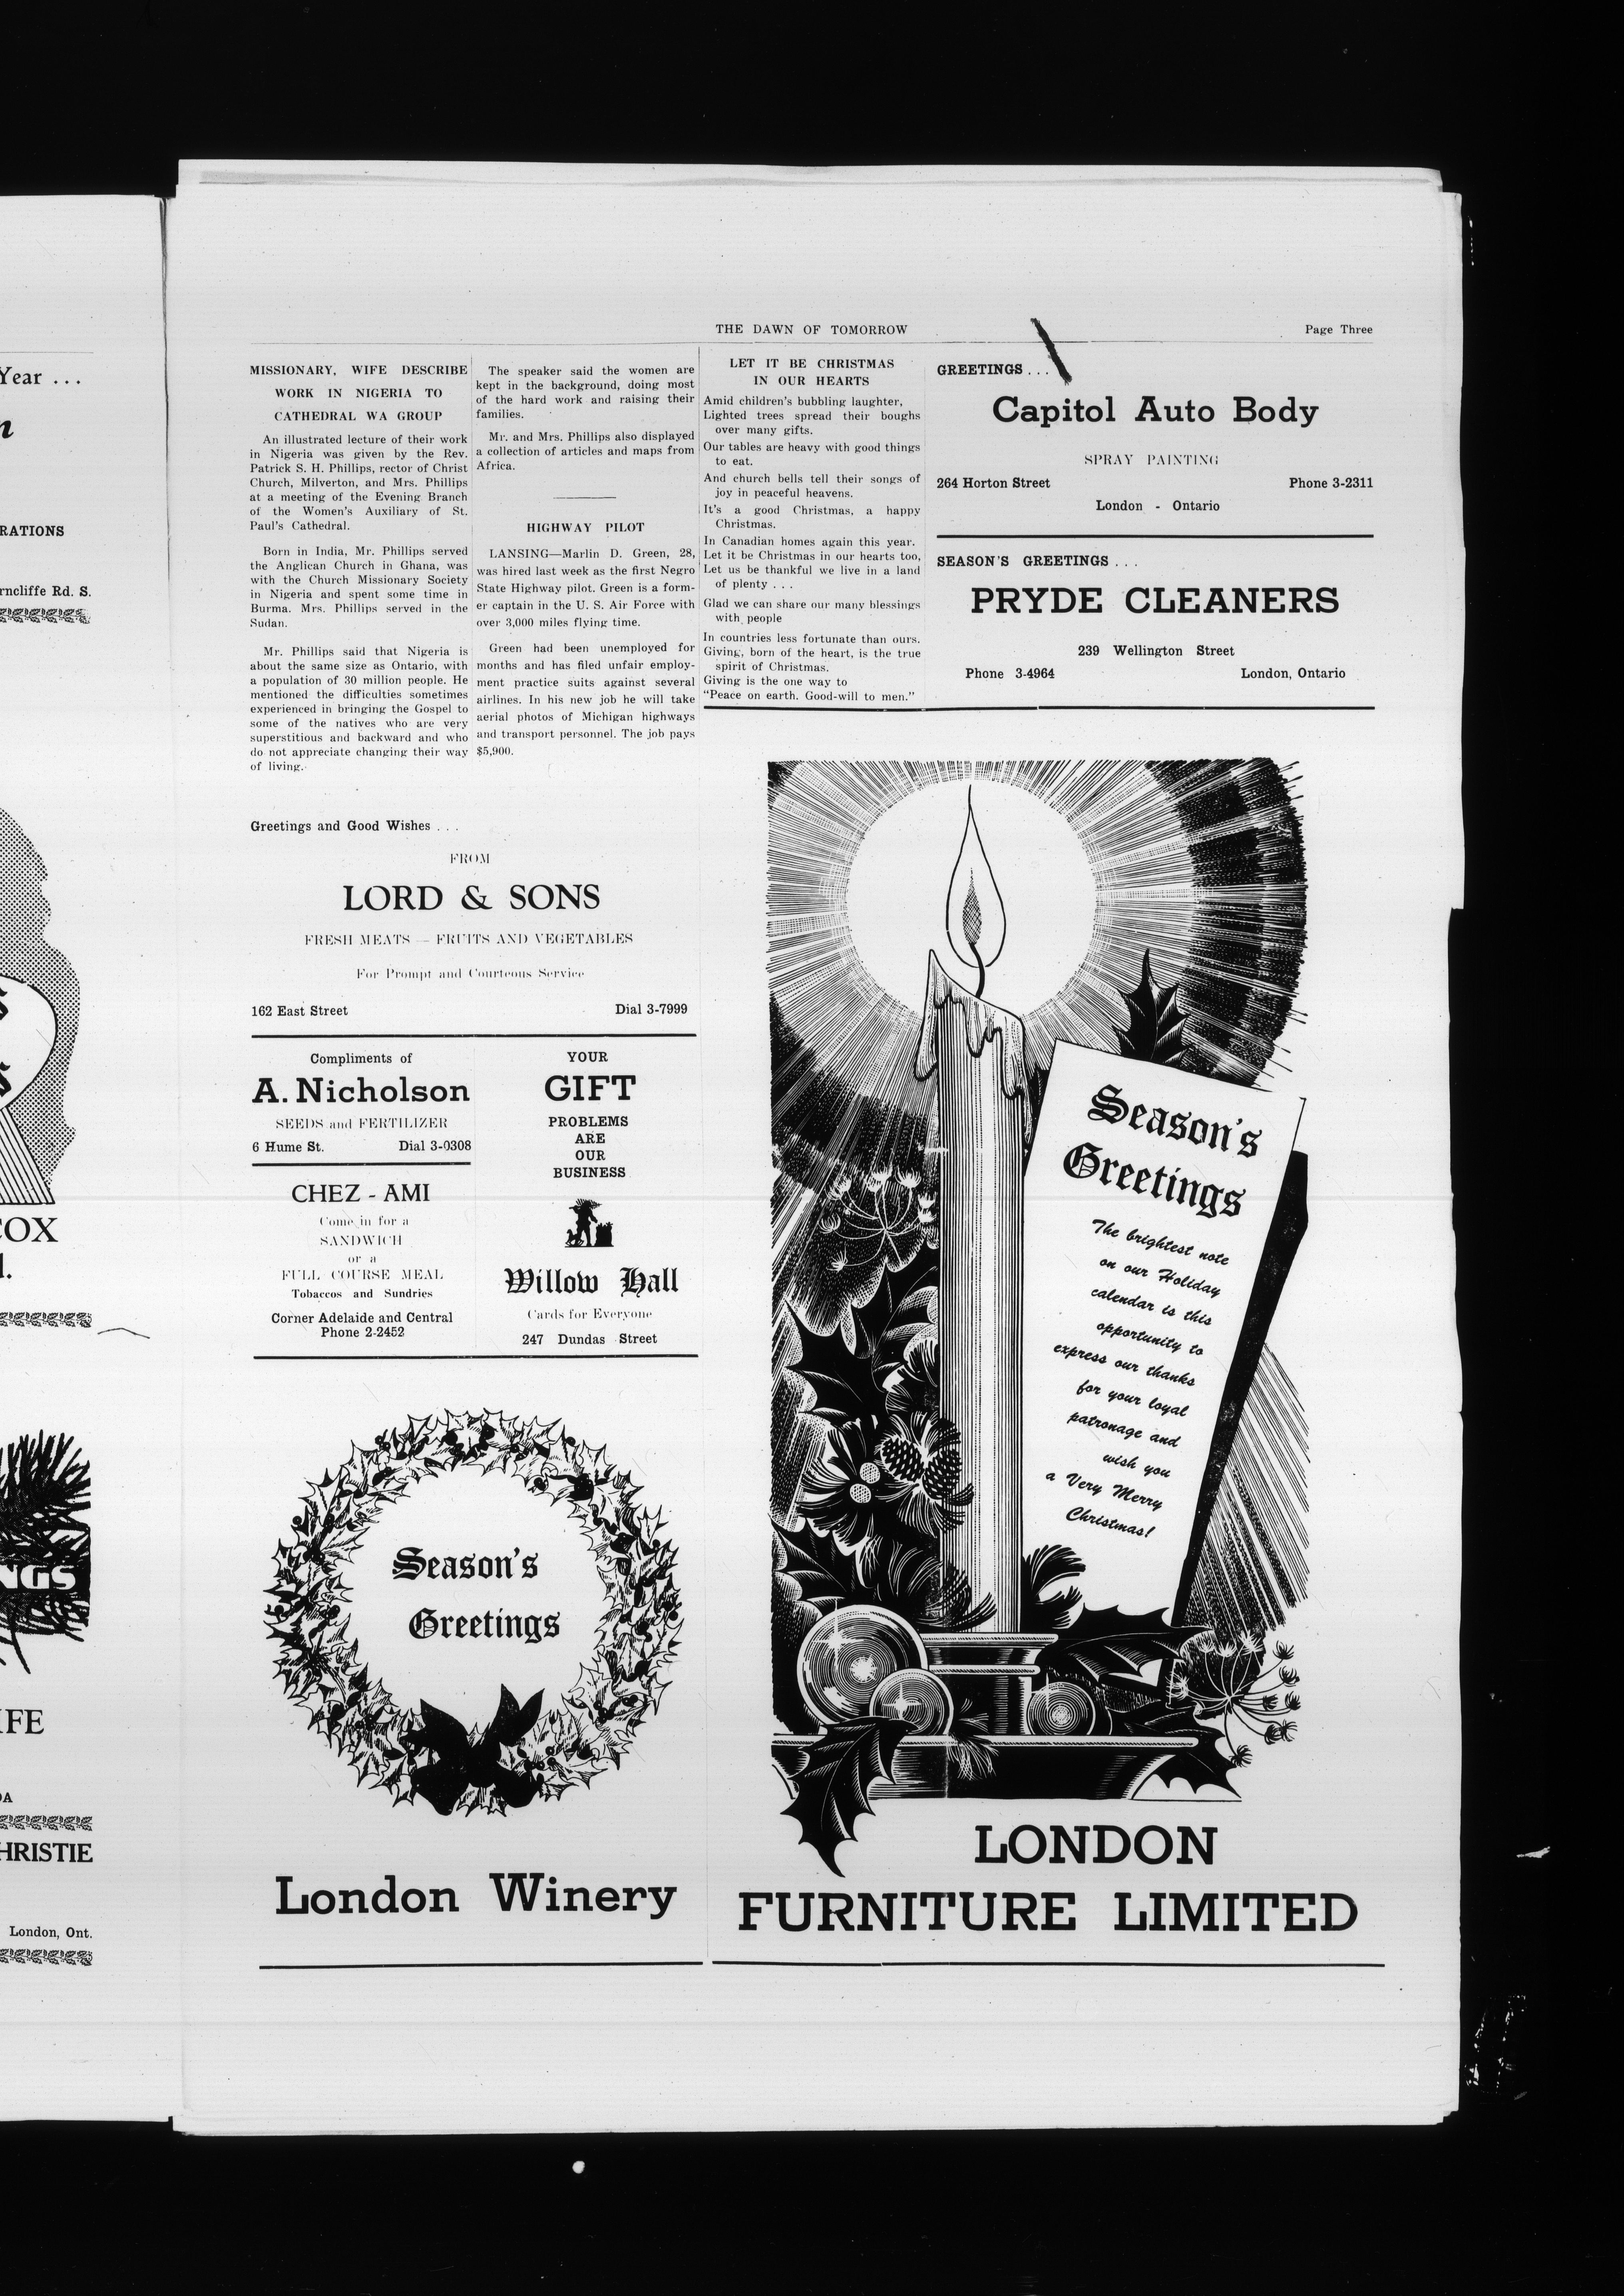 Year ...
RATIONS
rncliffe Rd. S.
COX
NGS
IFE
DA
HRISTIE
London, Ont.
THE DAWN OF TOMORROW
Page Three
MISSIONARY, WIFE DESCRIBE
WORK IN NIGERIA TO
CATHEDRAL WA GROUP
An illustrated lecture of their work
in Nigeria was given by the Rev.
Patrick S. H. Phillips, rector of Christ
Church, Milverton, and Mrs. Phillips
at a meeting of the Evening Branch
of the Women's Auxiliary of St.
Paul's Cathedral.
Born in India, Mr. Phillips served
the Anglican Church in Ghana, was
with the Church Missionary Society
in Nigeria and spent some time in
Burma. Mrs. Phillips served in the
Sudan.
Mr. Phillips said that Nigeria is
about the same size as Ontario, with
a population of 30 million people. He
mentioned the difficulties sometimes
experienced in bringing the Gospel to
some of the natives who are very
superstitious and backward and who
do not appreciate changing their way
of living.
The speaker said the women are
kept in the background, doing most
of the hard work and raising their
families.
Mr. and Mrs. Phillips also displayed
a collection of articles and maps from
Africa.
HIGHWAY PILOT
LANSING—Marlin D. Green, 28,
was hired last week as the first Negro
State Highway pilot. Green is a form-
er captain in the U. S. Air Force with
over 3,000 miles flying time.
Green had been unemployed for
months and has filed unfair employ-
ment practice suits against several
airlines. In his new job he will take
aerial photos of Michigan highways
and transport personnel. The job pays
$5,900.
LET IT BE CHRISTMAS
IN OUR HEARTS
Amid children's bubbling laughter,
Lighted trees spread their boughs
over many gifts.
Our tables are heavy with good things
to eat.
And church bells tell their songs of
joy in peaceful heavens.
It's a good Christmas, a happy
Christmas.
In Canadian homes again this year.
Let it be Christmas in our hearts too,
Let us be thankful we live in a land
of plenty . . .
Glad we can share our many blessings
with people
In countries less fortunate than ours.
Giving, born of the heart, is the true
spirit of Christmas.
Giving is the one way to
"Peace on earth. Good-will to men."
GREETINGS . . .
Capitol Auto Body
SPRAY PAINTING
264 Horton Street Phone 3-2311
London - Ontario
SEASON'S GREETINGS . . .
PRYDE CLEANERS
239 Wellington Street
Phone 3-4964 London, Ontario
Greetings and Good Wishes . . .
FROM
LORD & SONS
FRESH MEATS — FRUITS AND VEGETABLES
For Prompt and Courteous Service
162 East Street Dial 3-7999
Compliments of
A. Nicholson
SEEDS and FERTILIZER
6 Hume St. Dial 3-0308
CHEZ - AMI
Come in for a
SANDWICH
or a
FULL COURSE MEAL
Tobaccos and Sundries
Corner Adelaide and Central
Phone 2-2452
YOUR
GIFT
PROBLEMS
ARE
OUR
BUSINESS
Willow Hall
Cards for Everyone
247 Dundas Street
Season's
Greetings
London Winery
Season's
Greetings
The brightest note
on our Holiday
calendar is this
opportunity to
express our thanks
for your loyal
patronage and
wish you
a Very Merry
Christmas!
LONDON
FURNITURE LIMITED